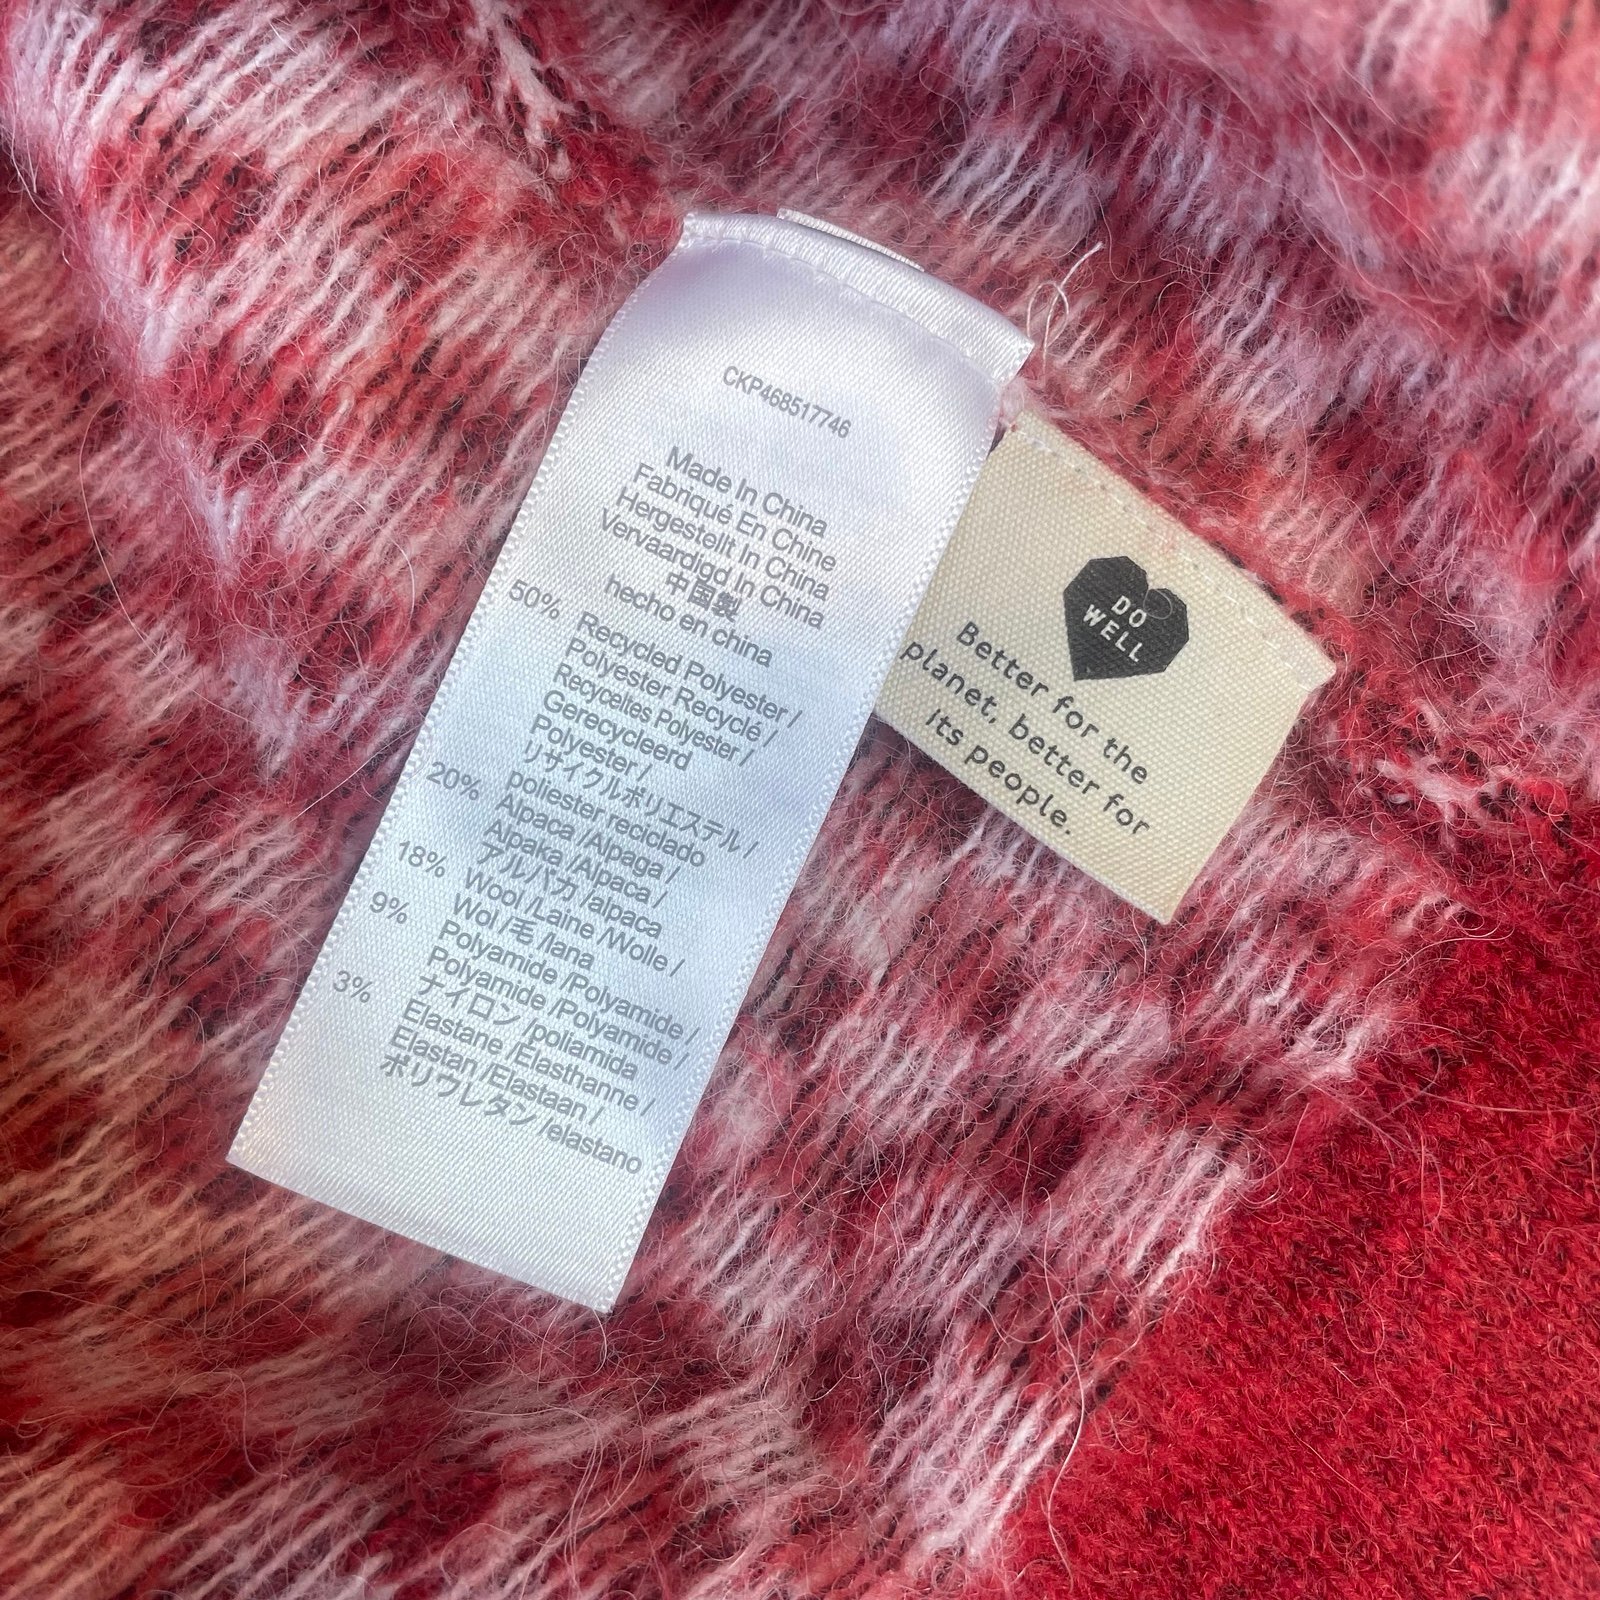 CKP468517746
Made In China
Fabriqué En Chine
Hergestellt In China
Vervaardigd In China
中国製
hecho en china
50% Recycled Polyester /
Polyester Recyclé /
Recyceltes Polyester /
Gerecycleerd
Polyester /
リサイクルポリエステル /
poliester reciclado
20% Alpaca /Alpaga /
Alpaka /Alpaca /
アルパカ /alpaca
18% Wool /Laine /Wolle /
Wol /毛 /lana
9% Polyamide /Polyamide /
Polyamide /Polyamide /
ナイロン /poliamida
3% Elastane /Elasthanne /
Elastan /Elastaan /
ポリウレタン /elastano
DO
WELL
Better for the
planet, better for
its people.